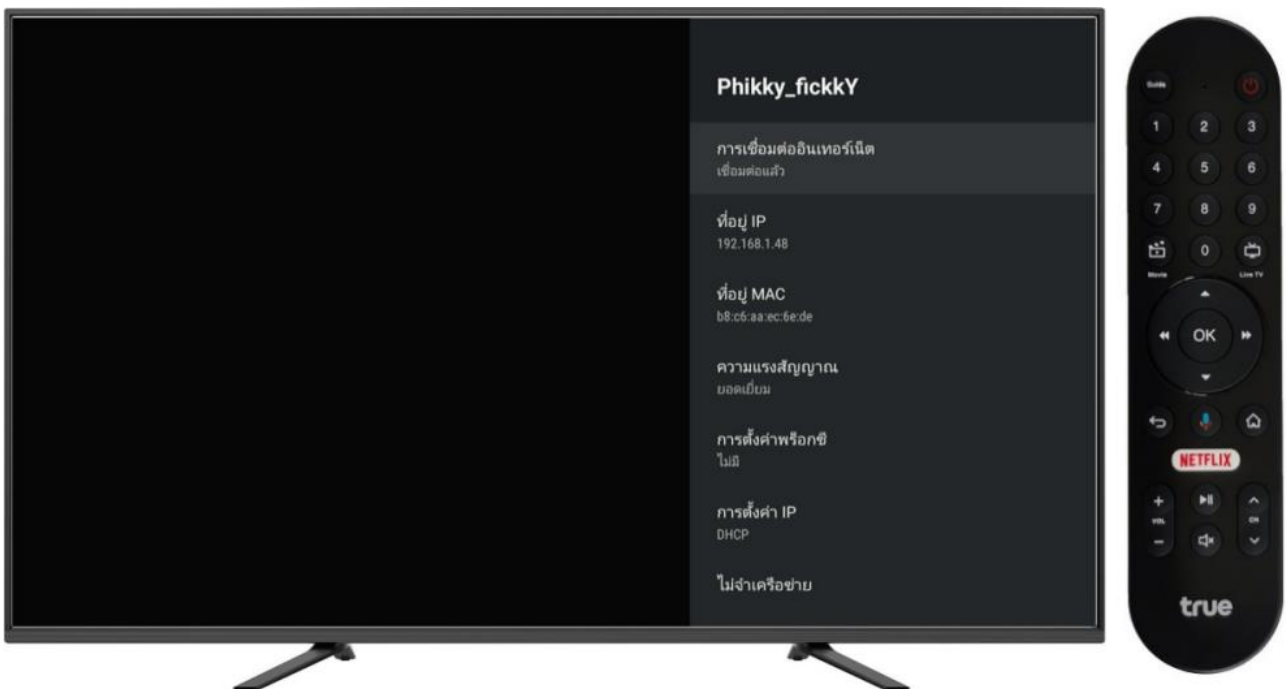 Phikky_fickkY
การเชื่อมต่ออินเทอร์เน็ต
เชื่อมต่อแล้ว
ที่อยู่ IP
192.168.1.48
ที่อยู่ MAC
b8:c6:aa:ec:6e:de
ความแรงสัญญาณ
ยอดเยี่ยม
การตั้งค่าพร็อกซี
ไม่มี
การตั้งค่า IP
DHCP
ไม่จำเครือข่าย
Guide
1 2 3
4 5 6
7 8 9
0
Movie Live TV
OK
NETFLIX
+
VOL CH
-
true